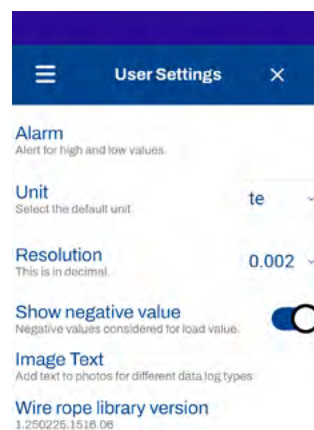 User Settings
Alarm
Alert for high and low values.
Unit
Select the default unit.
te
Resolution
This is in decimal.
0.002
Show negative value
Negative values considered for load value.
Image Text
Add text to photos for different data log types
Wire rope library version
1.250225.1516.06